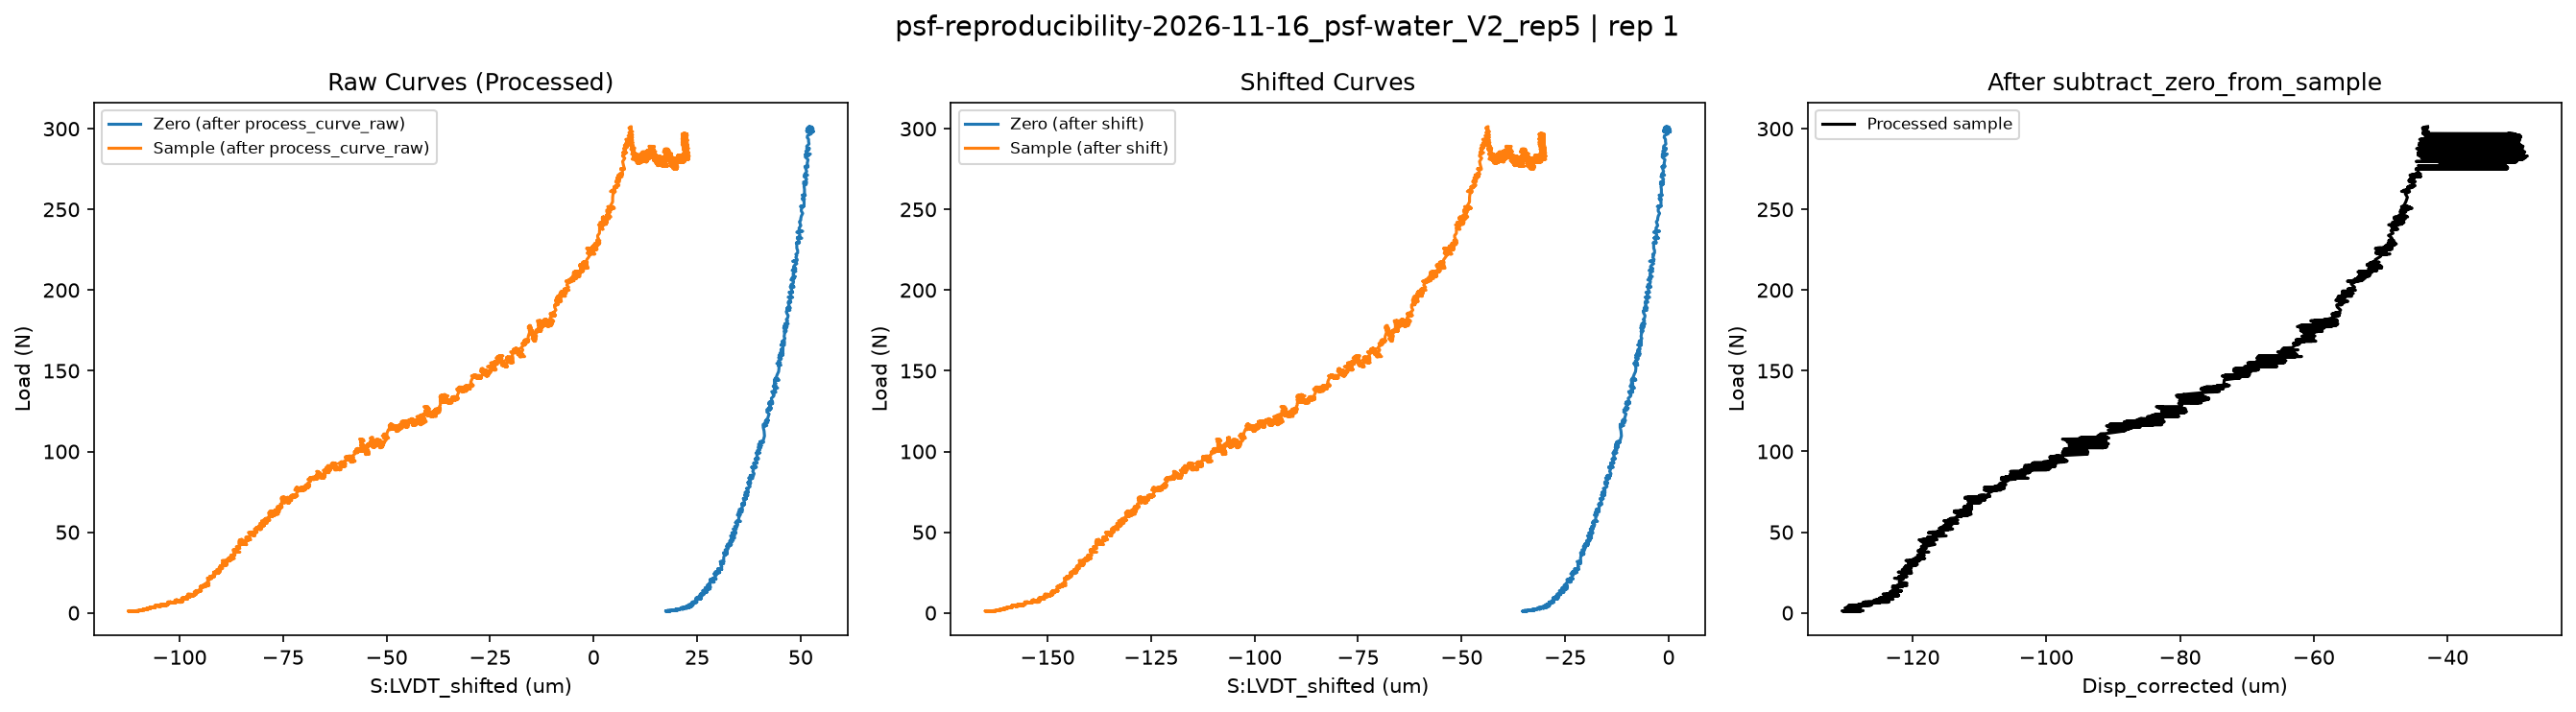 psf-reproducibility-2026-11-16_psf-water_V2_rep5 | rep 1
Raw Curves (Processed)
Zero (after process_curve_raw)
Sample (after process_curve_raw)
300
250
200
150
100
50
0
Load (N)
−100
−75
−50
−25
0
25
50
S:LVDT_shifted (um)
Shifted Curves
Zero (after shift)
Sample (after shift)
300
250
200
150
100
50
0
Load (N)
−150
−125
−100
−75
−50
−25
0
S:LVDT_shifted (um)
After subtract_zero_from_sample
Processed sample
300
250
200
150
100
50
0
Load (N)
−120
−100
−80
−60
−40
Disp_corrected (um)